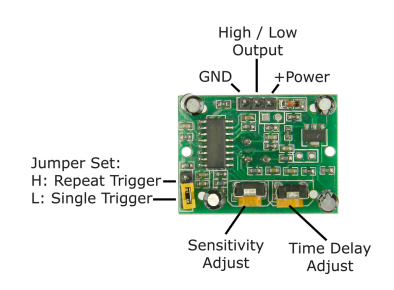 High / Low
Output
GND
+Power
Jumper Set:
H: Repeat Trigger
L: Single Trigger
Sensitivity
Adjust
Time Delay
Adjust